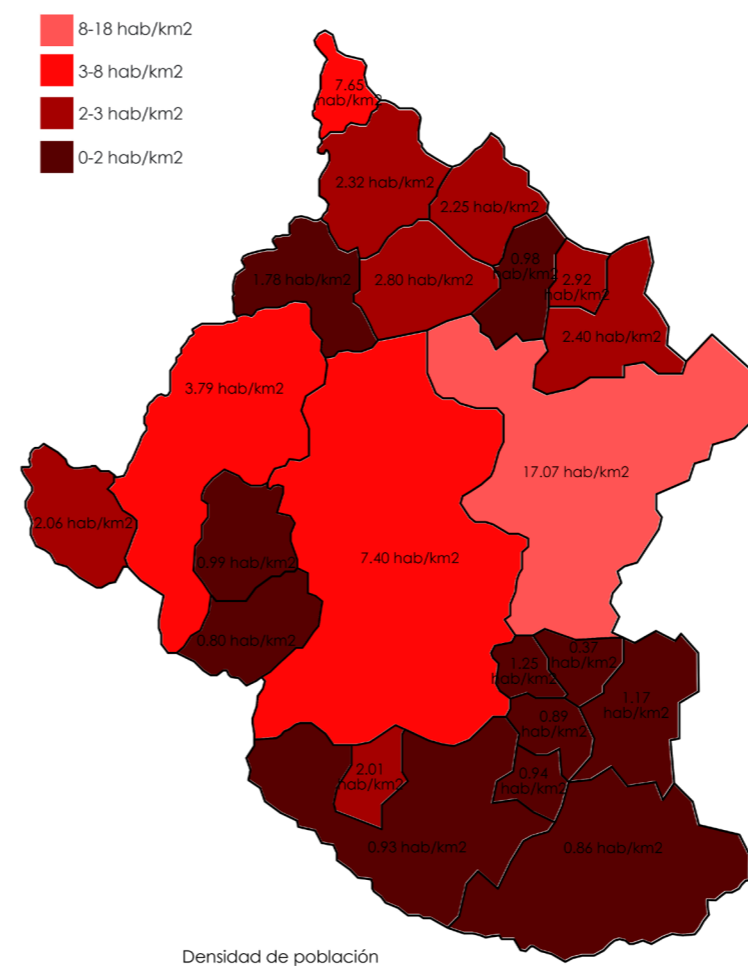 8-18 hab/km2
3-8 hab/km2
2-3 hab/km2
0-2 hab/km2
7.65
hab/km2
2.32 hab/km2
2.25 hab/km2
0.98
hab/km2
2.92
hab/km2
1.78 hab/km2
2.80 hab/km2
2.40 hab/km2
3.79 hab/km2
17.07 hab/km2
2.06 hab/km2
0.99 hab/km2
7.40 hab/km2
0.80 hab/km2
0.37
hab/km2
1.25
hab/km2
1.17
hab/km2
0.89
hab/km2
2.01
hab/km2
0.94
hab/km2
0.93 hab/km2
0.86 hab/km2
Densidad de población